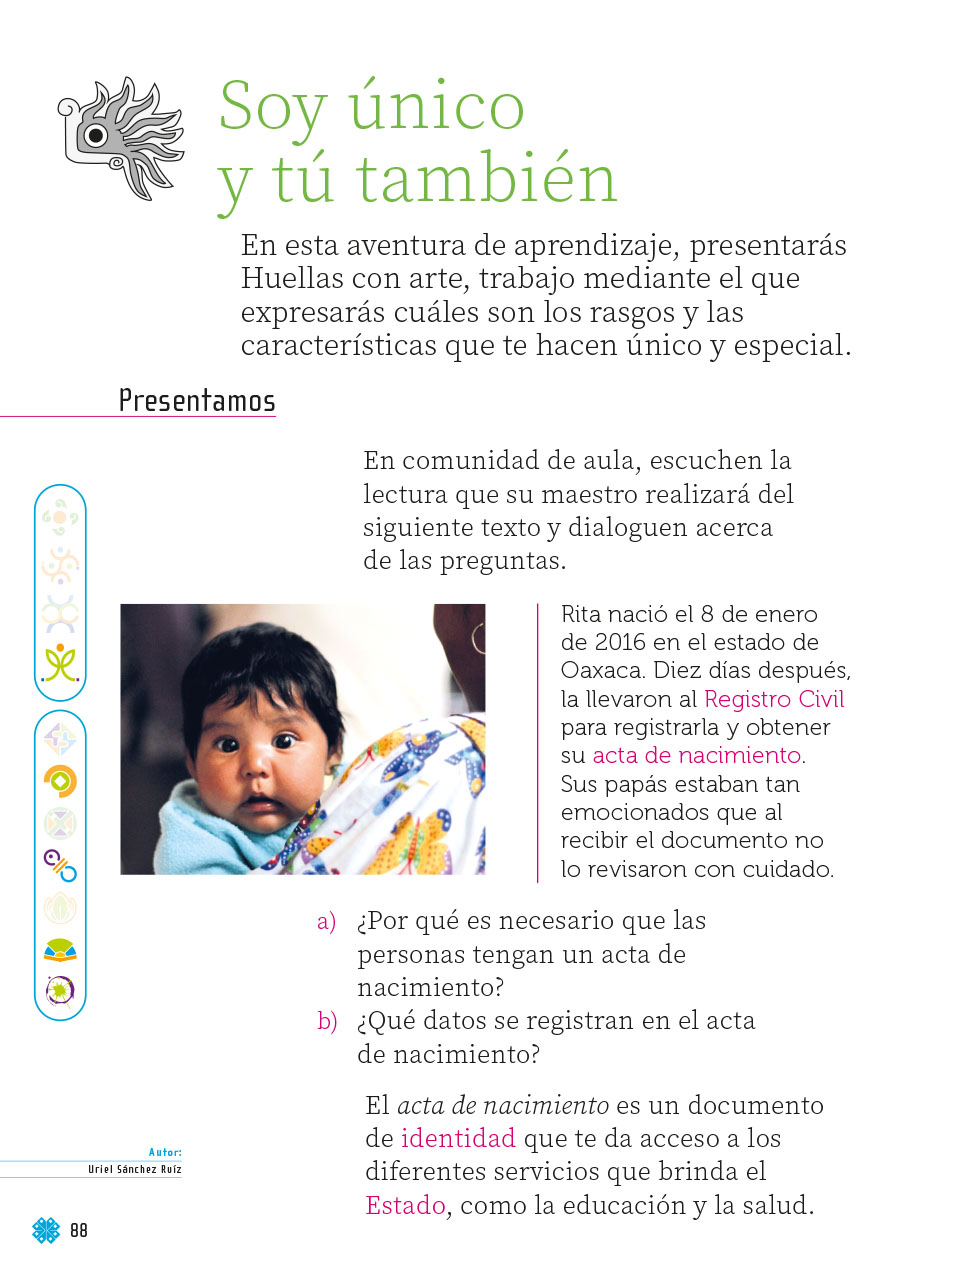 Soy único
y tú también
En esta aventura de aprendizaje, presentarás
Huellas con arte, trabajo mediante el que
expresarás cuáles son los rasgos y las
características que te hacen único y especial.
Presentamos
En comunidad de aula, escuchen la
lectura que su maestro realizará del
siguiente texto y dialoguen acerca
de las preguntas.
Rita nació el 8 de enero
de 2016 en el estado de
Oaxaca. Diez días después,
la llevaron al Registro Civil
para registrarla y obtener
su acta de nacimiento.
Sus papás estaban tan
emocionados que al
recibir el documento no
lo revisaron con cuidado.
a) ¿Por qué es necesario que las
personas tengan un acta de
nacimiento?
b) ¿Qué datos se registran en el acta
de nacimiento?
El acta de nacimiento es un documento
de identidad que te da acceso a los
diferentes servicios que brinda el
Estado, como la educación y la salud.
Autor:
Uriel Sánchez Ruíz
88